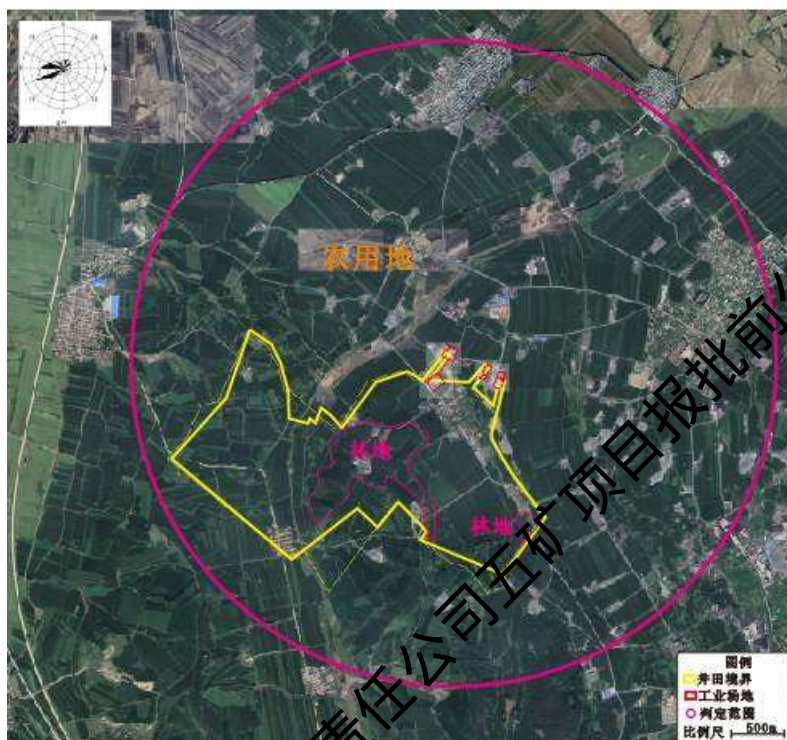 农用地
林地
林地
责任公司五矿项目报批前公
图例
井田境界
工业场地
判定范围
比例尺 500m